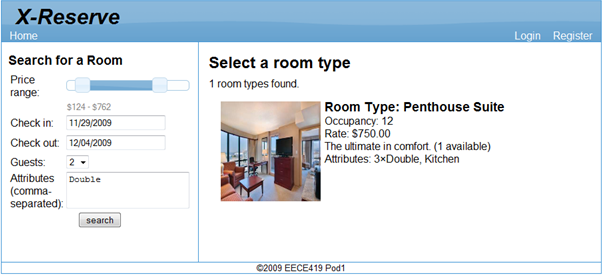 X-Reserve
Home
Login
Register
Search for a Room
Price range:
$124 - $762
Check in:
11/29/2009
Check out:
12/04/2009
Guests:
2
Attributes (comma-separated):
Double
search
Select a room type
1 room types found.
Room Type: Penthouse Suite
Occupancy: 12
Rate: $750.00
The ultimate in comfort. (1 available)
Attributes: 3×Double, Kitchen
©2009 EECE419 Pod1